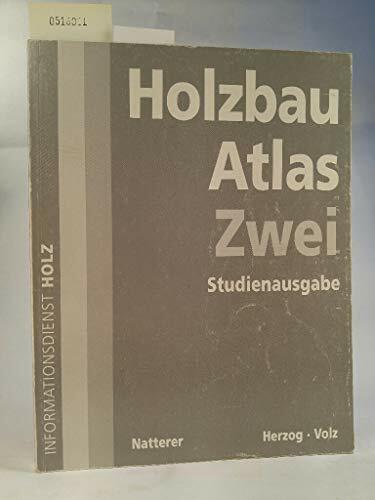 0516011
Holzbau
Atlas
Zwei
Studienausgabe
INFORMATIONSDIENST HOLZ
Natterer Herzog · Volz